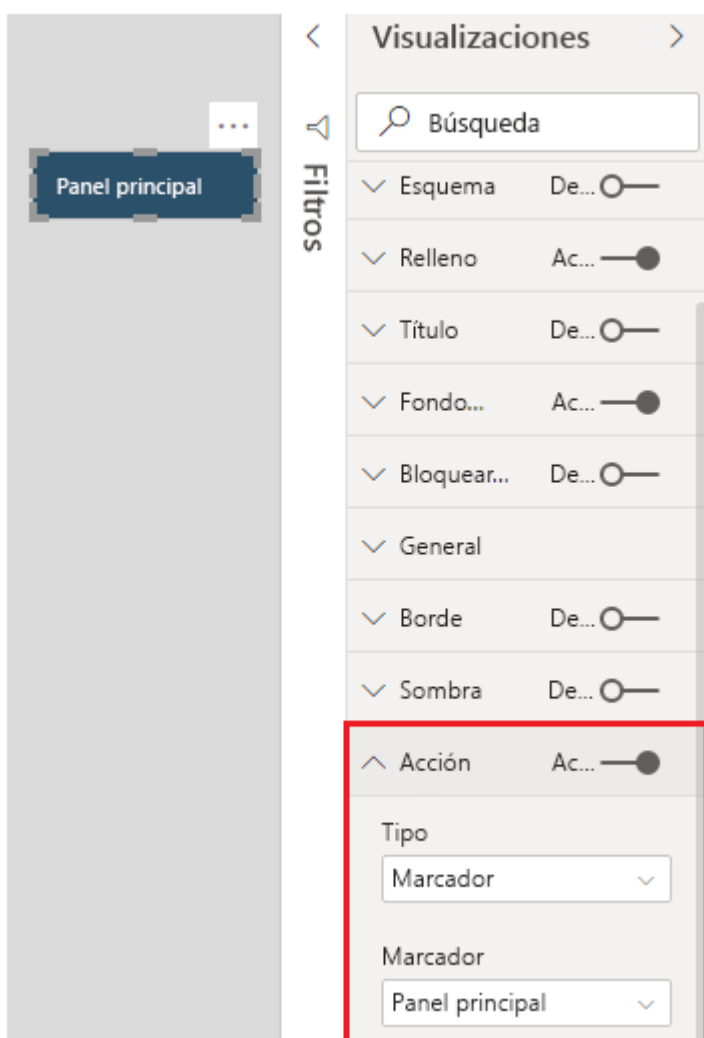 Panel principal
Filtros
Visualizaciones
Búsqueda
Esquema De...
Relleno Ac...
Título De...
Fondo... Ac...
Bloquear... De...
General
Borde De...
Sombra De...
Acción Ac...
Tipo
Marcador
Marcador
Panel principal